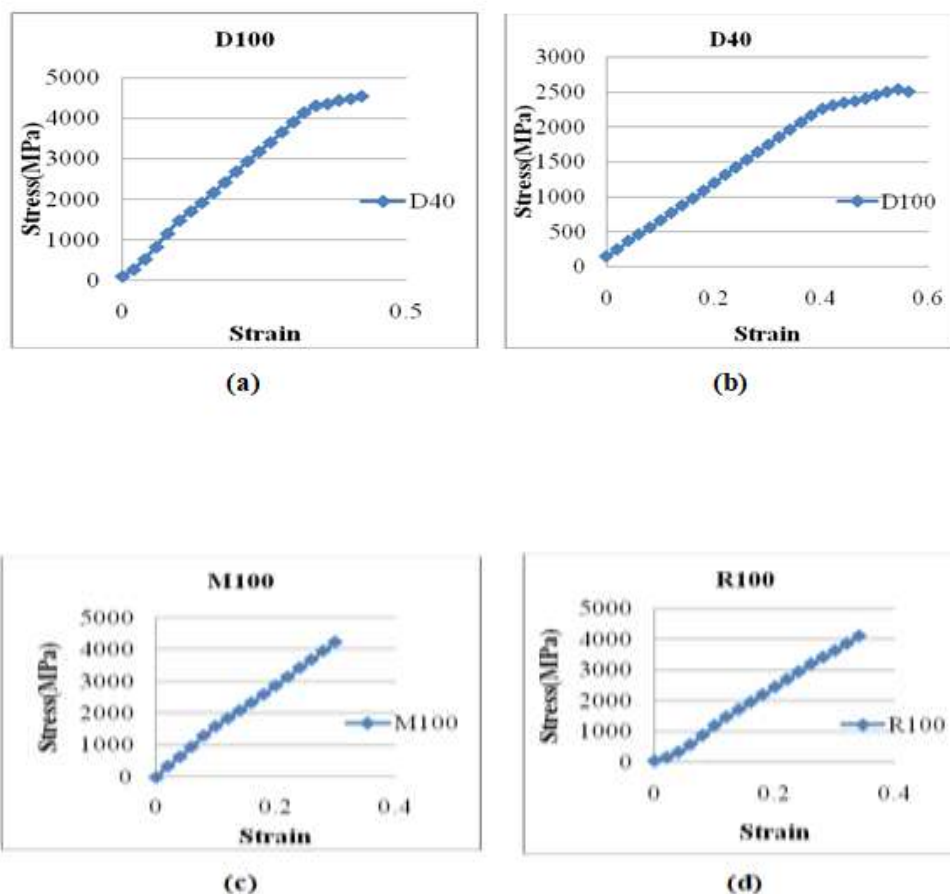 D100
5000
4000
3000
2000
1000
0
Stress(MPa)
D40
0
0.5
Strain
(a)
D40
3000
2500
2000
1500
1000
500
0
Stress(MPa)
D100
0
0.2
0.4
0.6
Strain
(b)
M100
5000
4000
3000
2000
1000
0
Stress(MPa)
M100
0
0.2
0.4
Strain
(c)
R100
5000
4000
3000
2000
1000
0
Stress(MPa)
R100
0
0.2
0.4
Strain
(d)